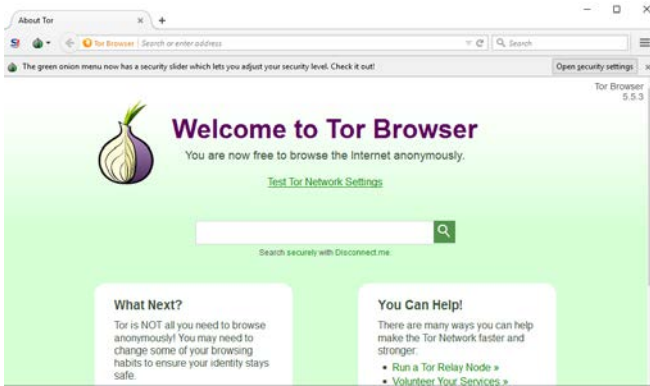 About Tor
Tor Browser Search or enter address
Search
The green onion menu now has a security slider which lets you adjust your security level. Check it out!
Open security settings
Tor Browser
5.5.3
Welcome to Tor Browser
You are now free to browse the Internet anonymously.
Test Tor Network Settings
Search securely with Disconnect.me
What Next?
Tor is NOT all you need to browse
anonymously! You may need to
change some of your browsing
habits to ensure your identity stays
safe.
You Can Help!
There are many ways you can help
make the Tor Network faster and
stronger:
Run a Tor Relay Node »
Volunteer Your Services »